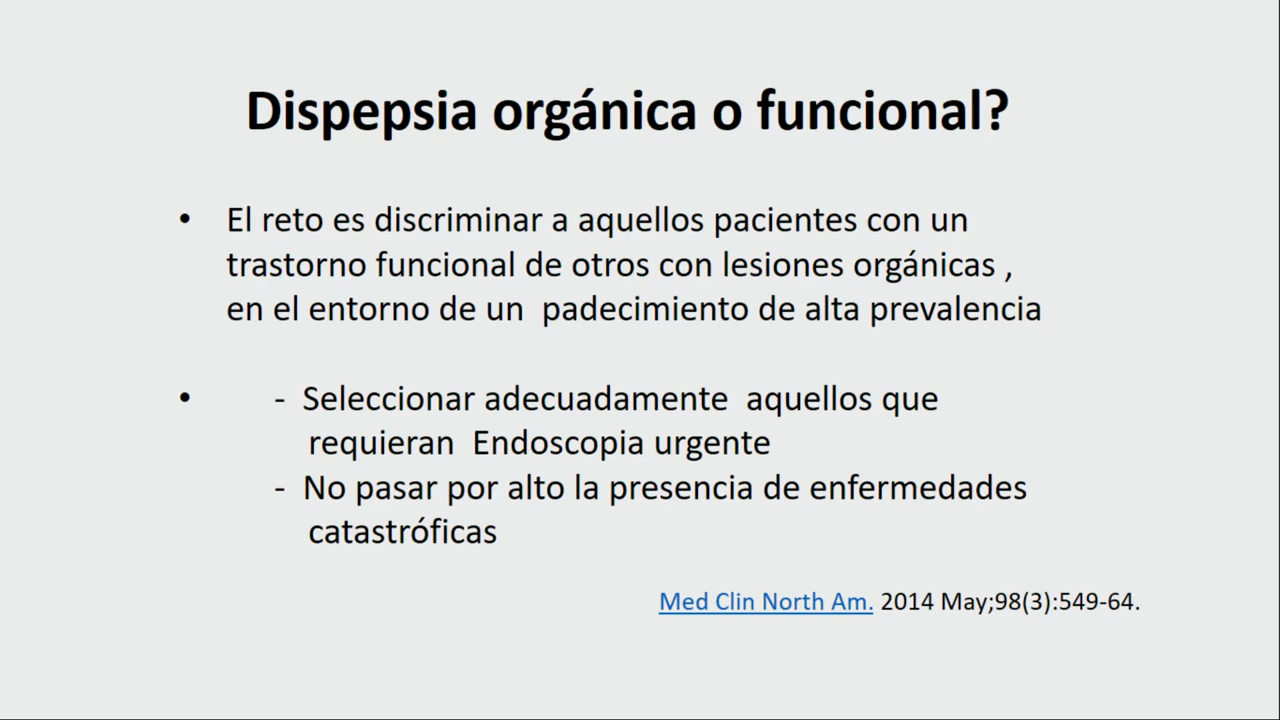 Dispepsia orgánica o funcional?
• El reto es discriminar a aquellos pacientes con un
trastorno funcional de otros con lesiones orgánicas ,
en el entorno de un padecimiento de alta prevalencia
• - Seleccionar adecuadamente aquellos que
requieran Endoscopia urgente
- No pasar por alto la presencia de enfermedades
catastróficas
Med Clin North Am. 2014 May;98(3):549-64.